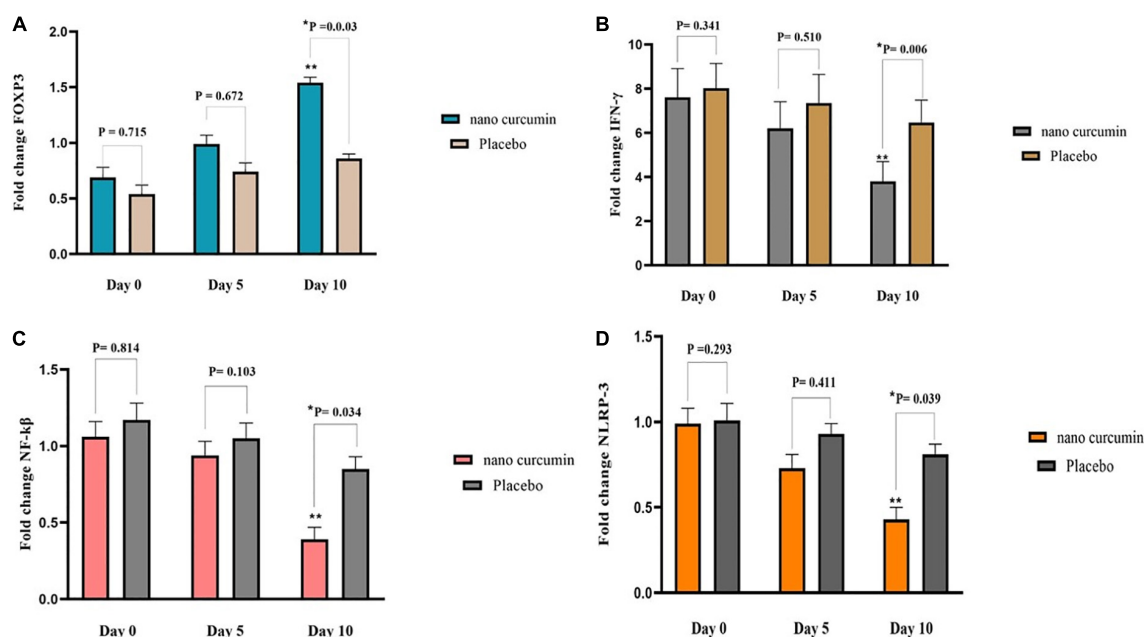 A
Fold change FOXP3
2.0
1.5
1.0
0.5
0.0
P = 0.715
P = 0.672
*P =0.0.03
**
Day 0
Day 5
Day 10
nano curcumin
Placebo
B
Fold change IFN-γ
10
8
6
4
2
0
P= 0.341
P= 0.510
*P= 0.006
**
Day 0
Day 5
Day 10
nano curcumin
Placebo
C
Fold change NF-kβ
1.5
1.0
0.5
0.0
P= 0.814
P= 0.103
*P= 0.034
**
Day 0
Day 5
Day 10
nano curcumin
Placebo
D
Fold change NLRP-3
1.5
1.0
0.5
0.0
P =0.293
P= 0.411
*P= 0.039
**
Day 0
Day 5
Day 10
nano curcumin
Placebo